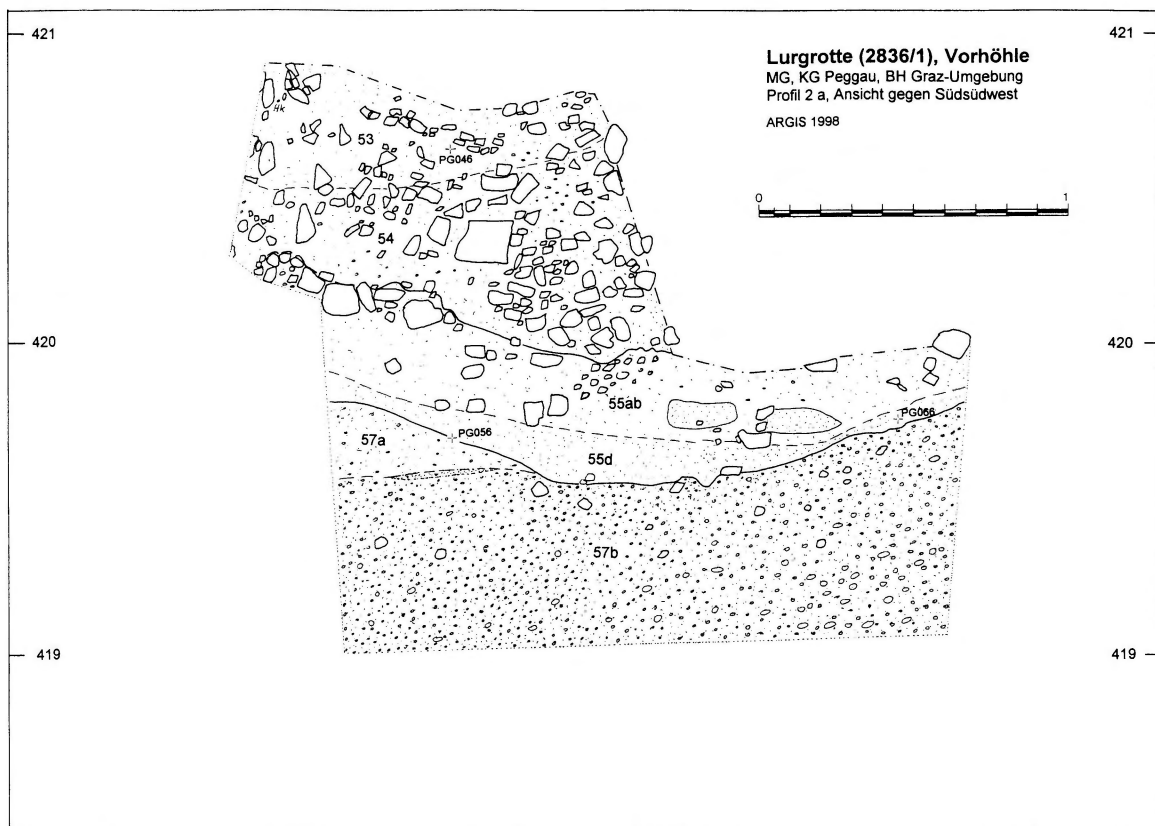 421
421
Lurgrotte (2836/1), Vorhöhle
MG, KG Peggau, BH Graz-Umgebung
Profil 2 a, Ansicht gegen Südsüdwest
ARGIS 1998
Hk
53
PG046
0
1
54
420
420
55ab
PG066
57a
PG056
55d
57b
419
419